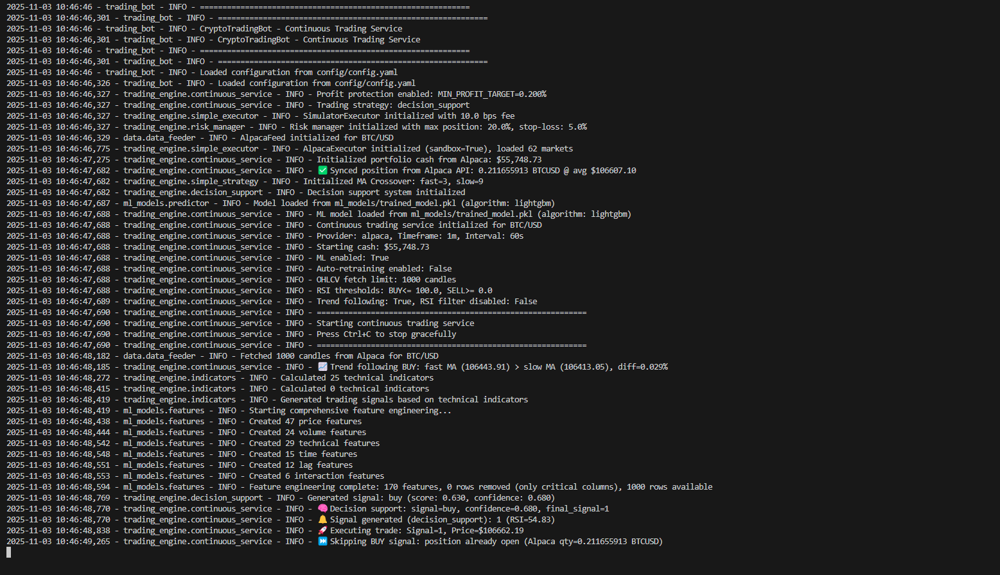 2025-11-03 10:46:46 - trading_bot - INFO - ============================================================
2025-11-03 10:46:46,301 - trading_bot - INFO - ============================================================
2025-11-03 10:46:46 - trading_bot - INFO - CryptoTradingBot - Continuous Trading Service
2025-11-03 10:46:46,301 - trading_bot - INFO - CryptoTradingBot - Continuous Trading Service
2025-11-03 10:46:46 - trading_bot - INFO - ============================================================
2025-11-03 10:46:46,301 - trading_bot - INFO - ============================================================
2025-11-03 10:46:46 - trading_bot - INFO - Loaded configuration from config/config.yaml
2025-11-03 10:46:46,326 - trading_bot - INFO - Loaded configuration from config/config.yaml
2025-11-03 10:46:46,327 - trading_engine.continuous_service - INFO - Profit protection enabled: MIN_PROFIT_TARGET=0.200%
2025-11-03 10:46:46,327 - trading_engine.continuous_service - INFO - Trading strategy: decision_support
2025-11-03 10:46:46,327 - trading_engine.simple_executor - INFO - SimulatorExecutor initialized with 10.0 bps fee
2025-11-03 10:46:46,327 - trading_engine.risk_manager - INFO - Risk manager initialized with max position: 20.0%, stop-loss: 5.0%
2025-11-03 10:46:46,329 - data.data_feeder - INFO - AlpacaFeed initialized for BTC/USD
2025-11-03 10:46:46,775 - trading_engine.simple_executor - INFO - AlpacaExecutor initialized (sandbox=True), loaded 62 markets
2025-11-03 10:46:47,275 - trading_engine.continuous_service - INFO - Initialized portfolio cash from Alpaca: $55,748.73
2025-11-03 10:46:47,682 - trading_engine.continuous_service - INFO - ✅ Synced position from Alpaca API: 0.211655913 BTCUSD @ avg $106607.10
2025-11-03 10:46:47,682 - trading_engine.simple_strategy - INFO - Initialized MA Crossover: fast=3, slow=9
2025-11-03 10:46:47,682 - trading_engine.decision_support - INFO - Decision support system initialized
2025-11-03 10:46:47,687 - ml_models.predictor - INFO - Model loaded from ml_models/trained_model.pkl (algorithm: lightgbm)
2025-11-03 10:46:47,688 - trading_engine.continuous_service - INFO - ML model loaded from ml_models/trained_model.pkl (algorithm: lightgbm)
2025-11-03 10:46:47,688 - trading_engine.continuous_service - INFO - Continuous trading service initialized for BTC/USD
2025-11-03 10:46:47,688 - trading_engine.continuous_service - INFO - Provider: alpaca, Timeframe: 1m, Interval: 60s
2025-11-03 10:46:47,688 - trading_engine.continuous_service - INFO - Starting cash: $55,748.73
2025-11-03 10:46:47,688 - trading_engine.continuous_service - INFO - ML enabled: True
2025-11-03 10:46:47,688 - trading_engine.continuous_service - INFO - Auto-retraining enabled: False
2025-11-03 10:46:47,688 - trading_engine.continuous_service - INFO - OHLCV fetch limit: 1000 candles
2025-11-03 10:46:47,688 - trading_engine.continuous_service - INFO - RSI thresholds: BUY<= 100.0, SELL>= 0.0
2025-11-03 10:46:47,689 - trading_engine.continuous_service - INFO - Trend following: True, RSI filter disabled: False
2025-11-03 10:46:47,690 - trading_engine.continuous_service - INFO - ============================================================
2025-11-03 10:46:47,690 - trading_engine.continuous_service - INFO - Starting continuous trading service
2025-11-03 10:46:47,690 - trading_engine.continuous_service - INFO - Press Ctrl+C to stop gracefully
2025-11-03 10:46:47,690 - trading_engine.continuous_service - INFO - ============================================================
2025-11-03 10:46:48,182 - data.data_feeder - INFO - Fetched 1000 candles from Alpaca for BTC/USD
2025-11-03 10:46:48,185 - trading_engine.continuous_service - INFO - 📈 Trend following BUY: fast MA (106443.91) > slow MA (106413.05), diff=0.029%
2025-11-03 10:46:48,272 - trading_engine.indicators - INFO - Calculated 25 technical indicators
2025-11-03 10:46:48,415 - trading_engine.indicators - INFO - Calculated 0 technical indicators
2025-11-03 10:46:48,419 - trading_engine.indicators - INFO - Generated trading signals based on technical indicators
2025-11-03 10:46:48,419 - ml_models.features - INFO - Starting comprehensive feature engineering...
2025-11-03 10:46:48,438 - ml_models.features - INFO - Created 47 price features
2025-11-03 10:46:48,444 - ml_models.features - INFO - Created 24 volume features
2025-11-03 10:46:48,542 - ml_models.features - INFO - Created 29 technical features
2025-11-03 10:46:48,548 - ml_models.features - INFO - Created 15 time features
2025-11-03 10:46:48,551 - ml_models.features - INFO - Created 12 lag features
2025-11-03 10:46:48,553 - ml_models.features - INFO - Created 6 interaction features
2025-11-03 10:46:48,594 - ml_models.features - INFO - Feature engineering complete: 170 features, 0 rows removed (only critical columns), 1000 rows available
2025-11-03 10:46:48,769 - trading_engine.decision_support - INFO - Generated signal: buy (score: 0.630, confidence: 0.680)
2025-11-03 10:46:48,770 - trading_engine.continuous_service - INFO - 🧠 Decision support: signal=buy, confidence=0.680, final_signal=1
2025-11-03 10:46:48,770 - trading_engine.continuous_service - INFO - 🔔 Signal generated (decision_support): 1 (RSI=54.83)
2025-11-03 10:46:48,838 - trading_engine.continuous_service - INFO - 🚀 Executing trade: Signal=1, Price=$106662.19
2025-11-03 10:46:49,265 - trading_engine.continuous_service - INFO - ⏭️ Skipping BUY signal: position already open (Alpaca qty=0.211655913 BTCUSD)